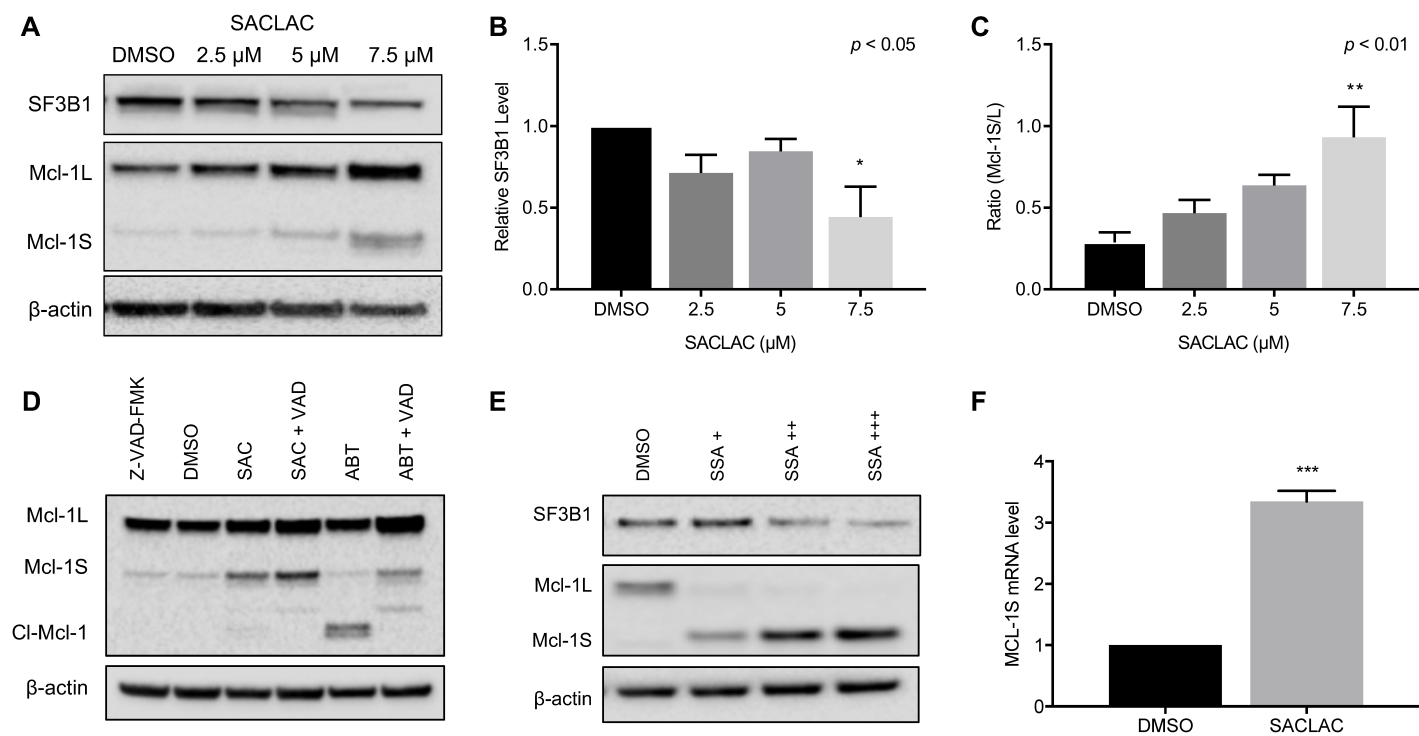 A
SACLAC
DMSO 2.5 µM 5 µM 7.5 µM
SF3B1
Mcl-1L
Mcl-1S
β-actin
B
p < 0.05
1.5
1.0
0.5
0.0
Relative SF3B1 Level
*
DMSO 2.5 5 7.5
SACLAC (µM)
C
p < 0.01
1.5
1.0
0.5
0.0
Ratio (Mcl-1S/L)
**
DMSO 2.5 5 7.5
SACLAC (µM)
D
Z-VAD-FMK
DMSO
SAC
SAC + VAD
ABT
ABT + VAD
Mcl-1L
Mcl-1S
Cl-Mcl-1
β-actin
E
DMSO
SSA +
SSA ++
SSA +++
SF3B1
Mcl-1L
Mcl-1S
β-actin
F
4
3
2
1
0
MCL-1S mRNA level
***
DMSO SACLAC